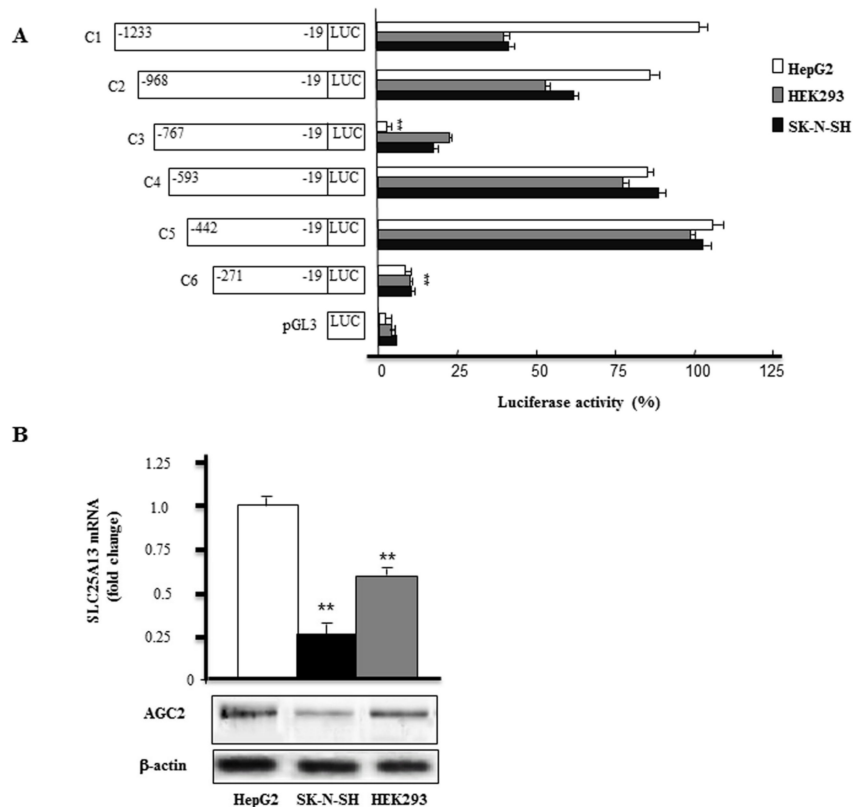 A
C1 -1233 -19 LUC
C2 -968 -19 LUC
C3 -767 -19 LUC
C4 -593 -19 LUC
C5 -442 -19 LUC
C6 -271 -19 LUC
pGL3 LUC
**
**
HepG2
HEK293
SK-N-SH
0 25 50 75 100 125
Luciferase activity (%)
B
SLC25A13 mRNA
(fold change)
1.25
1.0
0.75
0.5
0.25
0
**
**
AGC2
β-actin
HepG2 SK-N-SH HEK293